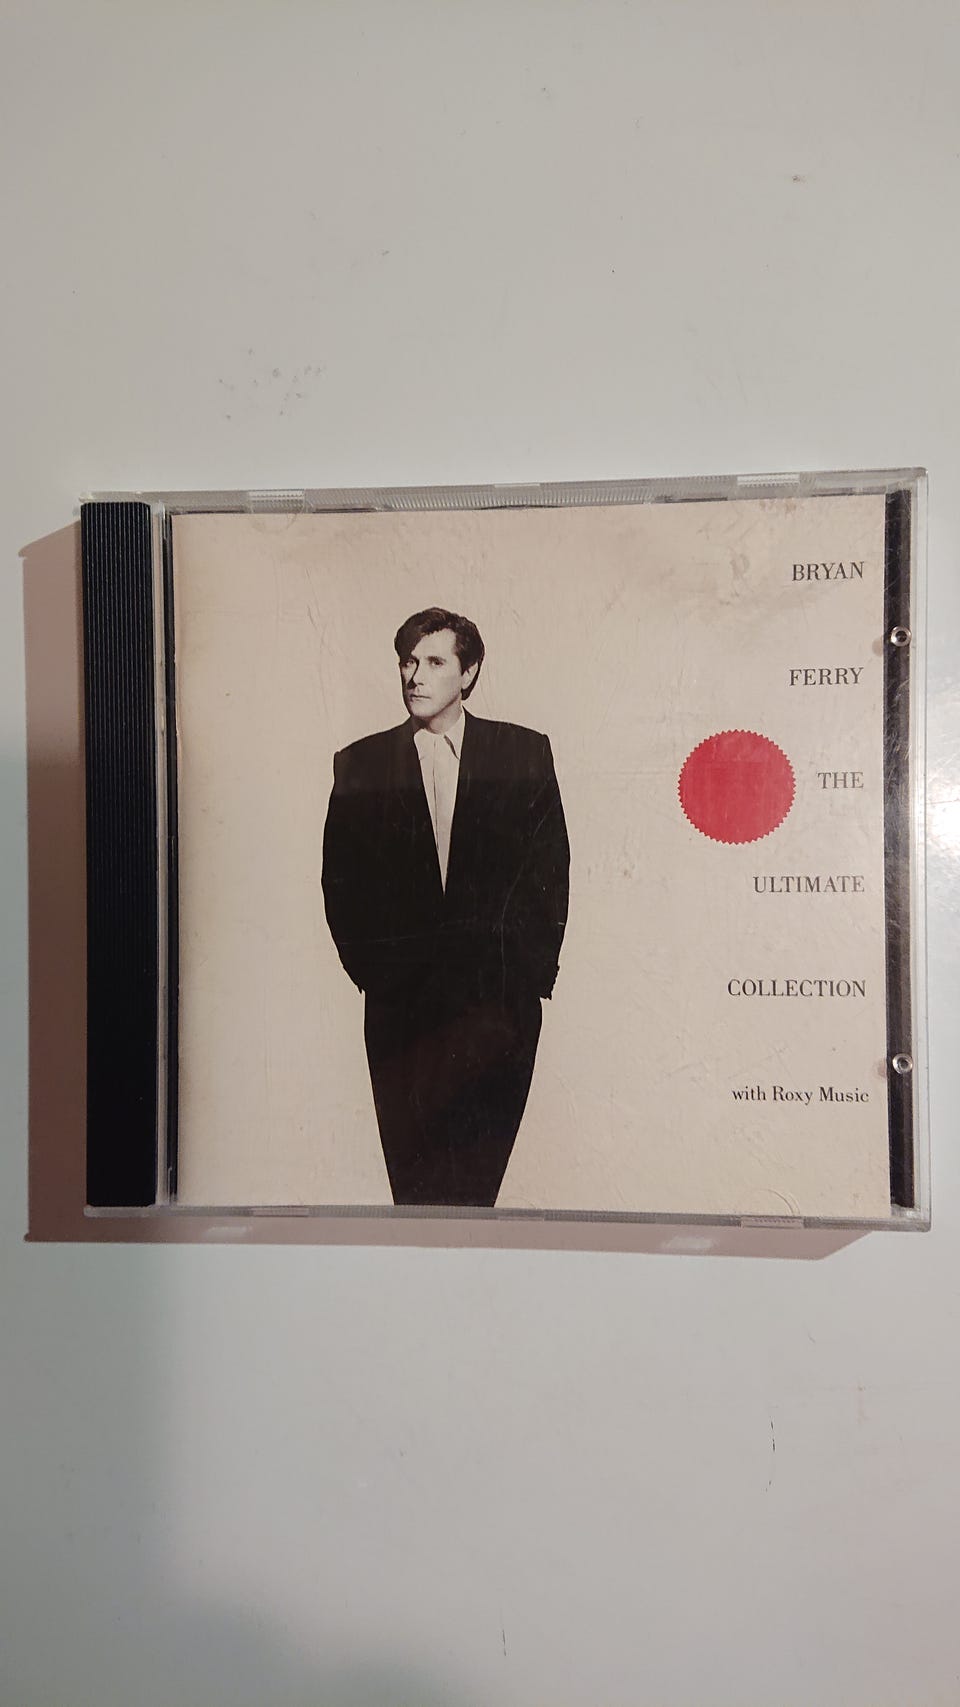 BRYAN
FERRY
THE
ULTIMATE
COLLECTION
with Roxy Music